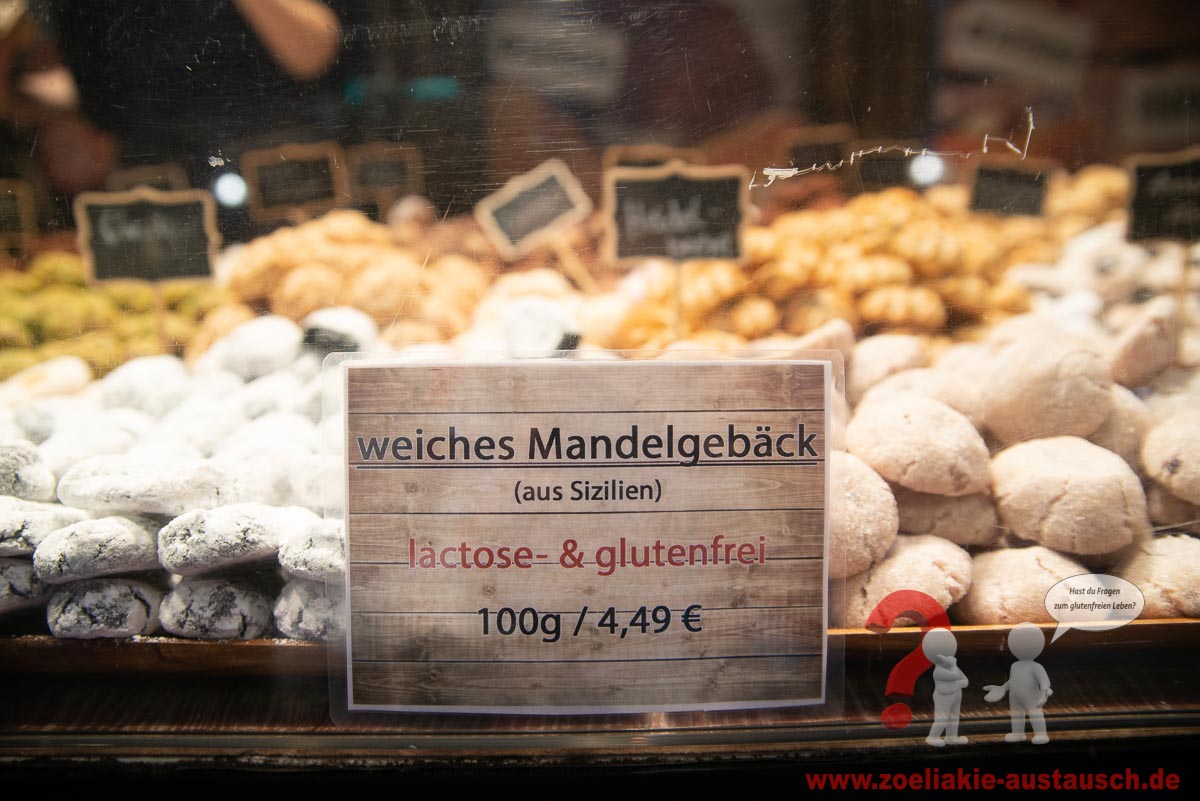 weiches Mandelgebäck
(aus Sizilien)
lactose- & glutenfrei
100g / 4,49 €
Hast du Fragen
zum glutenfreien Leben?
www.zoeliakie-austausch.de